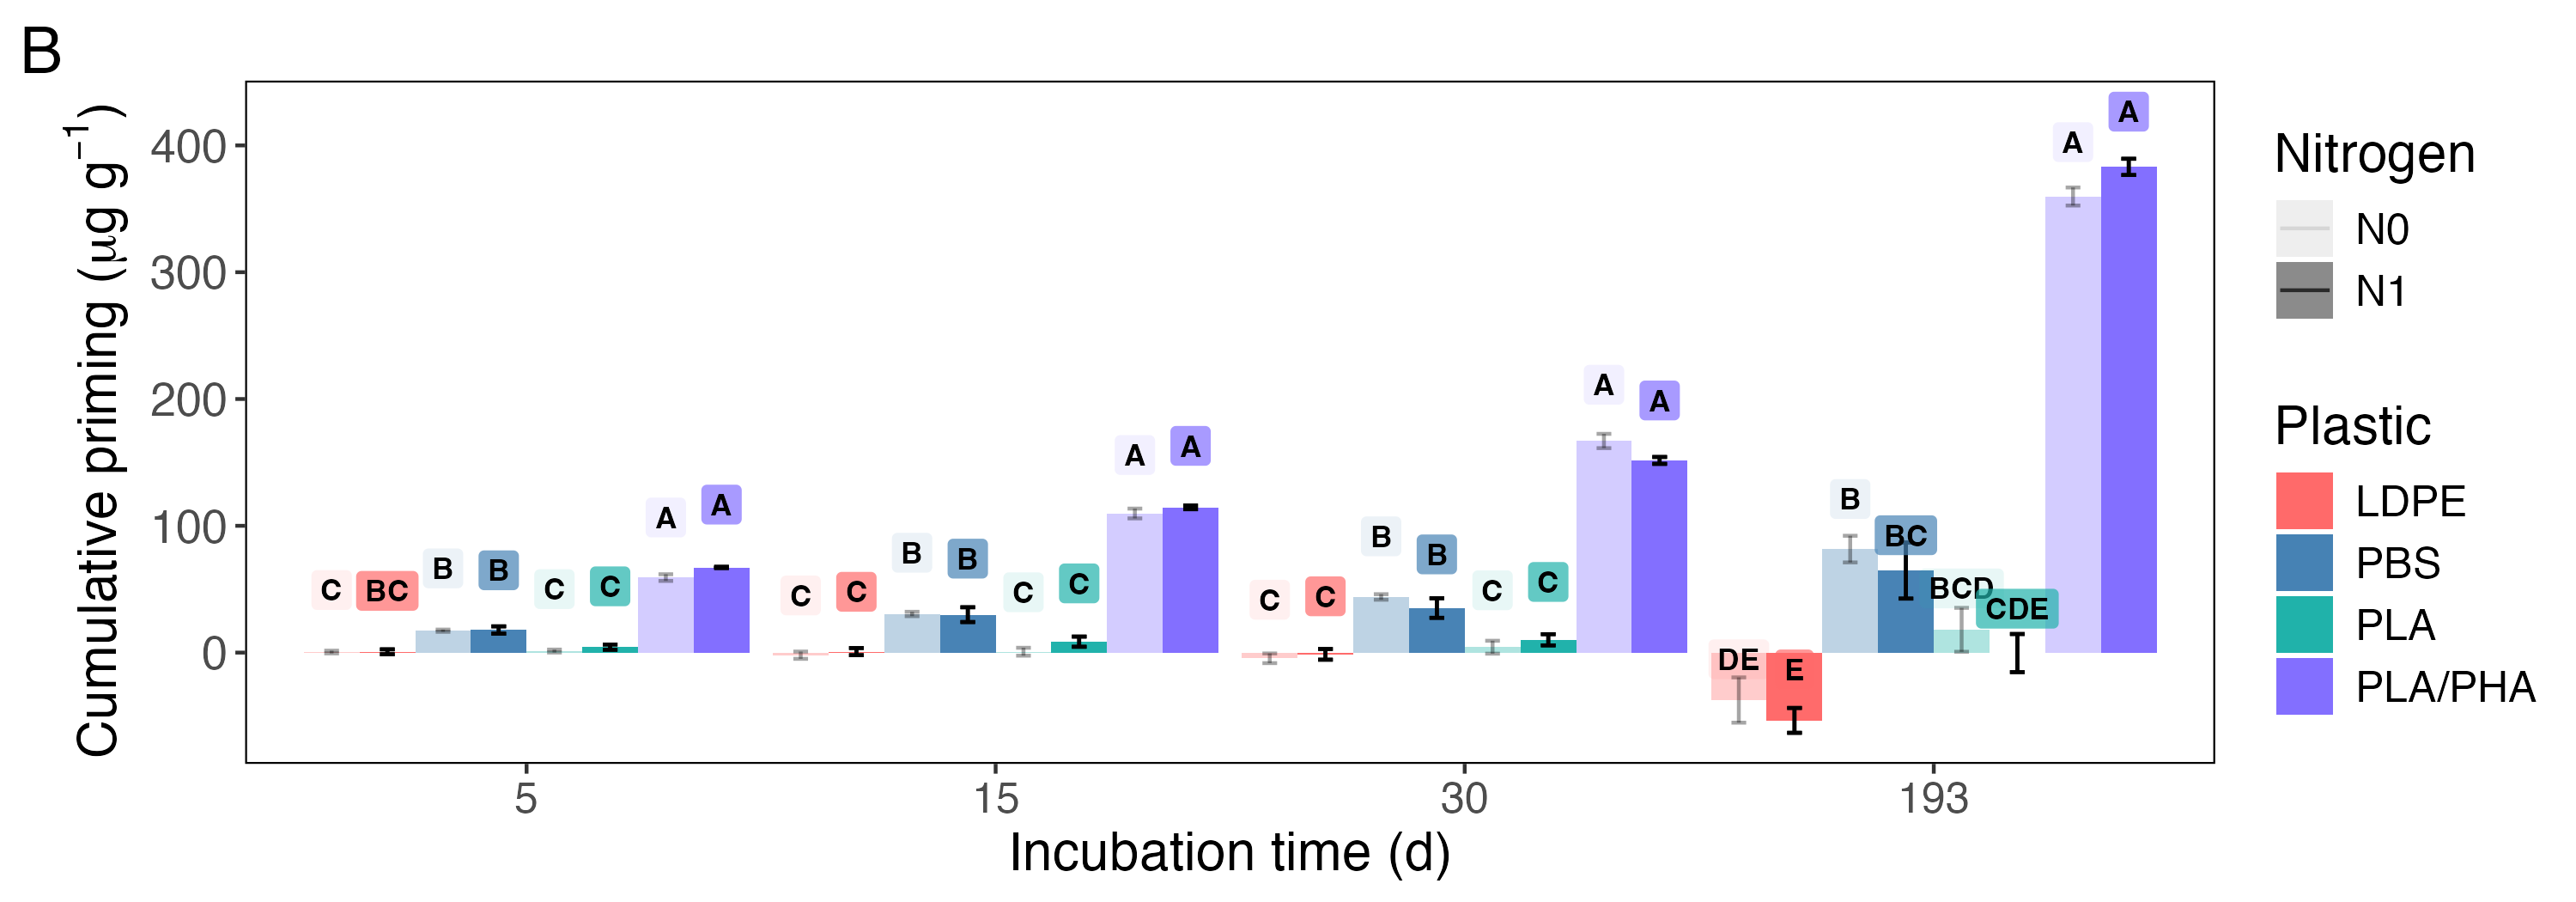 B
Cumulative priming (μg g⁻¹)
400
300
200
100
0
C BC B B C C A A
C C B B C C A A
C C B B C C A A
DE E B BC BCD CDE A A
5 15 30 193
Incubation time (d)
Nitrogen
N0
N1
Plastic
LDPE
PBS
PLA
PLA/PHA